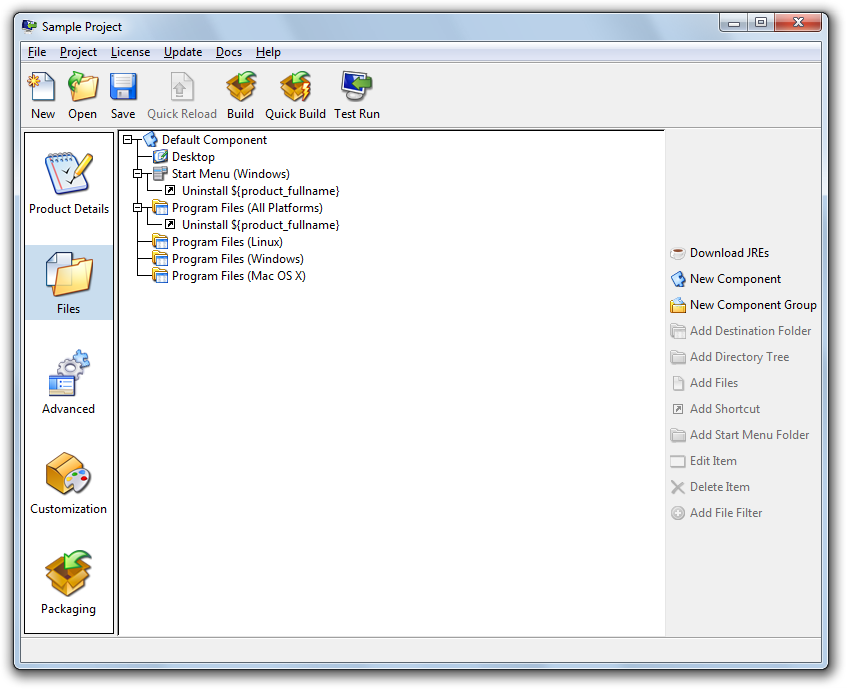 Sample Project
File Project License Update Docs Help
New Open Save Quick Reload Build Quick Build Test Run
Product Details
Files
Advanced
Customization
Packaging
Default Component
Desktop
Start Menu (Windows)
Uninstall ${product_fullname}
Program Files (All Platforms)
Uninstall ${product_fullname}
Program Files (Linux)
Program Files (Windows)
Program Files (Mac OS X)
Download JREs
New Component
New Component Group
Add Destination Folder
Add Directory Tree
Add Files
Add Shortcut
Add Start Menu Folder
Edit Item
Delete Item
Add File Filter